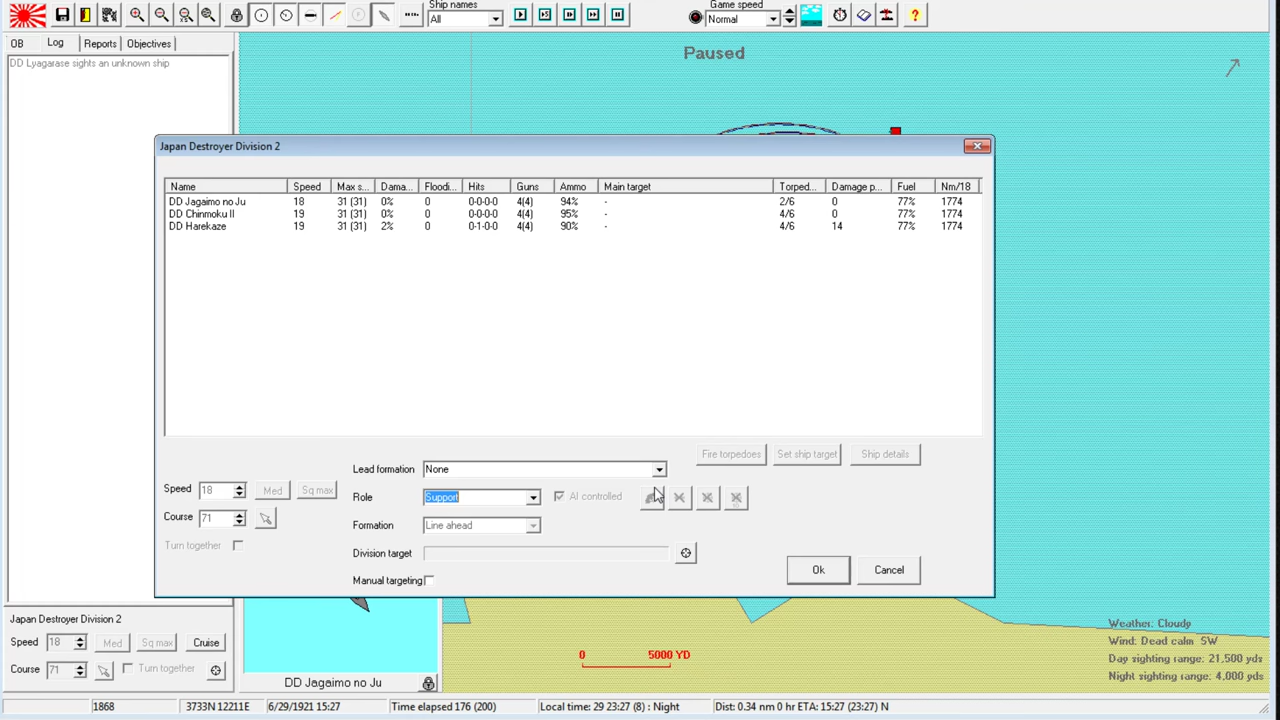 Ship names
All
Game speed
Normal
OB Log Reports Objectives
DD Lyagarase sights an unknown ship
Paused
Japan Destroyer Division 2
Name Speed Max s... Dama... Floodi... Hits Guns Ammo Main target Torped... Damage p... Fuel Nm/18
DD Jagaimo no Ju 18 31 (31) 0% 0 0-0-0-0 4(4) 94% - 2/6 0 77% 1774
DD Chinmoku II 19 31 (31) 0% 0 0-0-0-0 4(4) 95% - 4/6 0 77% 1774
DD Harekaze 19 31 (31) 2% 0 0-1-0-0 4(4) 90% - 4/6 14 77% 1774
Fire torpedoes Set ship target Ship details
Lead formation None
Speed 18 Med Sq max
Role Support AI controlled
Course 71
Formation Line ahead
Turn together
Division target
Manual targeting
Ok Cancel
Japan Destroyer Division 2
Speed 18 Med Sq max Cruise
Course 71 Turn together
DD Jagaimo no Ju
0 5000 YD
Weather: Cloudy
Wind: Dead calm SW
Day sighting range: 21,500 yds
Night sighting range: 4,000 yds
1868 3733N 12211E 6/29/1921 15:27 Time elapsed 176 (200) Local time: 29 23:27 (8) : Night Dist: 0.34 nm 0 hr ETA: 15:27 (23:27) N